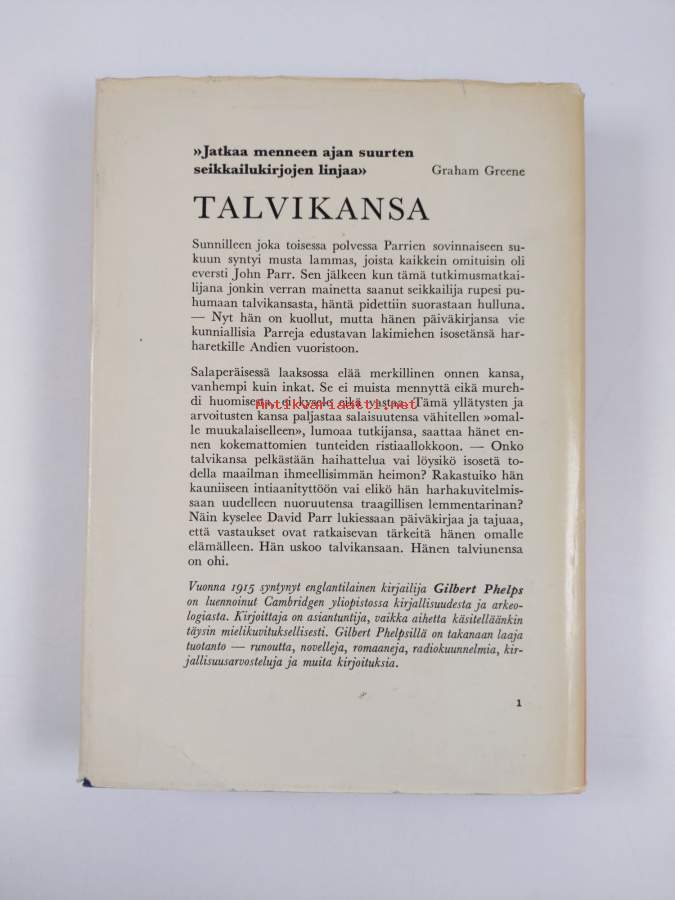 »Jatkaa menneen ajan suurten
seikkailukirjojen linjaa» Graham Greene
TALVIKANSA
Sunnilleen joka toisessa polvessa Parrien sovinnaiseen su-
kuun syntyi musta lammas, joista kaikkein omituisin oli
eversti John Parr. Sen jälkeen kun tämä tutkimusmatkai-
lijana jonkin verran mainetta saanut seikkailija rupesi pu-
humaan talvikansasta, häntä pidettiin suorastaan hulluna.
— Nyt hän on kuollut, mutta hänen päiväkirjansa vie
kunniallisia Parreja edustavan lakimiehen isosetänsä har-
haretkille Andien vuoristoon.
Salaperäisessä laaksossa elää merkillinen onnen kansa,
vanhempi kuin inkat. Se ei muista mennyttä eikä mureh-
di huomisesta, ei kysele eikä vastaa. Tämä yllätysten ja
Antikvariaatti.net
arvoitusten kansa paljastaa salaisuutensa vähitellen »omal-
le muukalaiselleen», lumoaa tutkijansa, saattaa hänet en-
nen kokemattomien tunteiden ristiaallokkoon. — Onko
talvikansa pelkästään haihattelua vai löysikö isosetä to-
della maailman ihmeellisimmän heimon? Rakastuiko hän
kauniiseen intiaanityttöön vai elikö hän harhakuvitelmis-
saan uudelleen nuoruutensa traagillisen lemmentarinan?
Näin kyselee David Parr lukiessaan päiväkirjaa ja tajuaa,
että vastaukset ovat ratkaisevan tärkeitä hänen omalle
elämälleen. Hän uskoo talvikansaan. Hänen talviunensa
on ohi.
Vuonna 1915 syntynyt englantilainen kirjailija Gilbert Phelps
on luennoinut Cambridgen yliopistossa kirjallisuudesta ja arkeo-
logiasta. Kirjoittaja on asiantuntija, vaikka aihetta käsitelläänkin
täysin mielikuvituksellisesti. Gilbert Phelpsillä on takanaan laaja
tuotanto — runoutta, novelleja, romaaneja, radiokuunnelmia, kir-
jallisuusarvosteluja ja muita kirjoituksia.
1